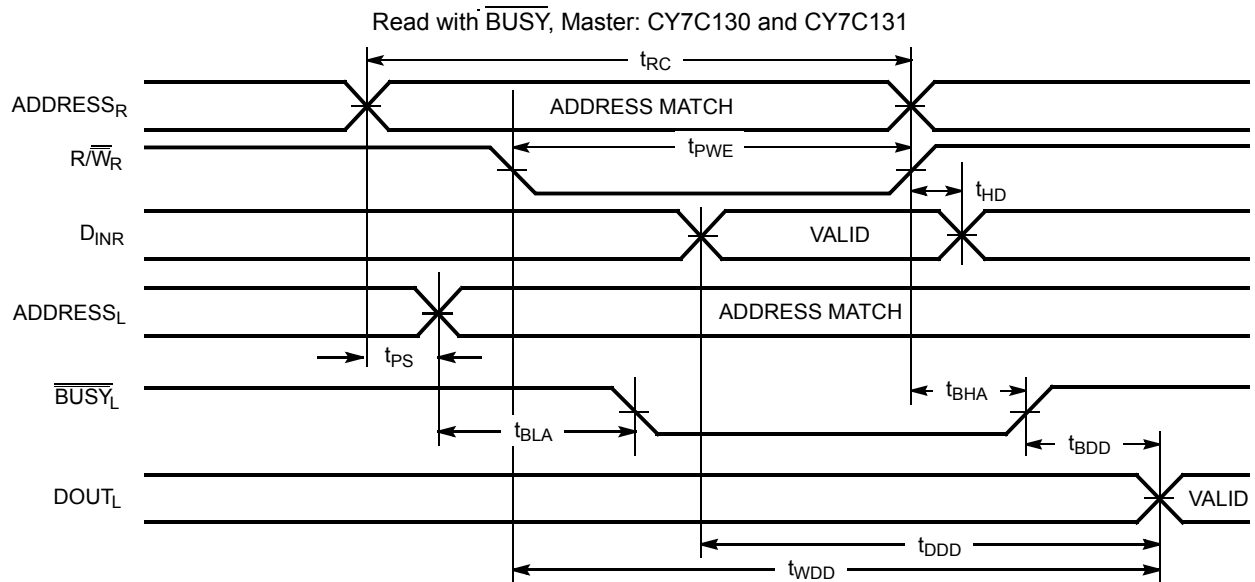 Read with BUSY, Master: CY7C130 and CY7C131
tRC
ADDRESSR
ADDRESS MATCH
R/WR
tPWE
tHD
DINR
VALID
ADDRESSL
ADDRESS MATCH
tPS
BUSYL
tBHA
tBLA
tBDD
DOUTL
VALID
tDDD
tWDD